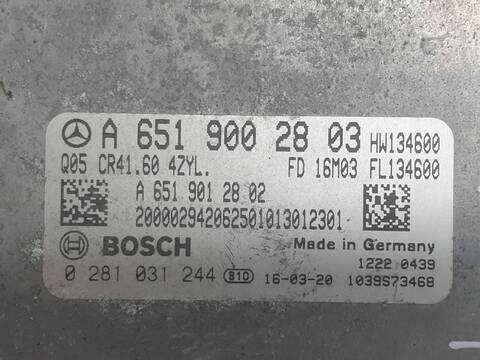 A 651 900 28 03 HW134600
Q05 CR41.60 4ZYL. FD 16M03 FL134600
A 651 901 28 02
200002942062501013012301
BOSCH Made in Germany
1222 0439
0 281 031 244 810 16-03-20 1039S73468